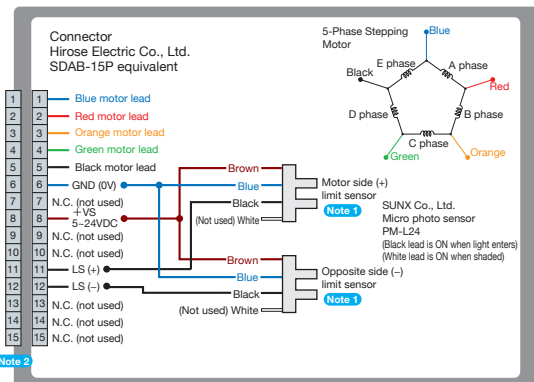 Connector
Hirose Electric Co., Ltd.
SDAB-15P equivalent
5-Phase Stepping
Motor
Blue
E phase
A phase
Black
Red
D phase
B phase
C phase
Green
Orange
1 1 Blue motor lead
2 2 Red motor lead
3 3 Orange motor lead
4 4 Green motor lead
5 5 Black motor lead
6 6 GND (0V)
7 7 N.C. (not used)
8 8 +VS
5~24VDC
9 9 N.C. (not used)
10 10 N.C. (not used)
11 11 LS (+)
12 12 LS (−)
13 13 N.C. (not used)
14 14 N.C. (not used)
15 15 N.C. (not used)
Brown
Blue
Black
(Not used) White
Motor side (+)
limit sensor
Note 1
SUNX Co., Ltd.
Micro photo sensor
PM-L24
(Black lead is ON when light enters)
(White lead is ON when shaded)
Brown
Blue
Black
(Not used) White
Opposite side (−)
limit sensor
Note 1
Note 2